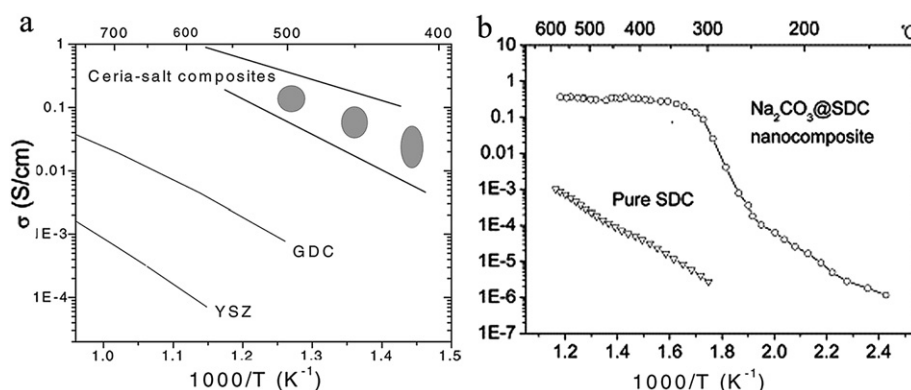 a
700
600
500
400
1
0.1
0.01
1E-3
1E-4
σ (S/cm)
Ceria-salt composites
GDC
YSZ
1.0
1.1
1.2
1.3
1.4
1.5
1000/T (K⁻¹)
b
600
500
400
300
200
℃
10
1
0.1
0.01
1E-3
1E-4
1E-5
1E-6
1E-7
Na₂CO₃@SDC
nanocomposite
Pure SDC
1.2
1.4
1.6
1.8
2.0
2.2
2.4
1000/T (K⁻¹)